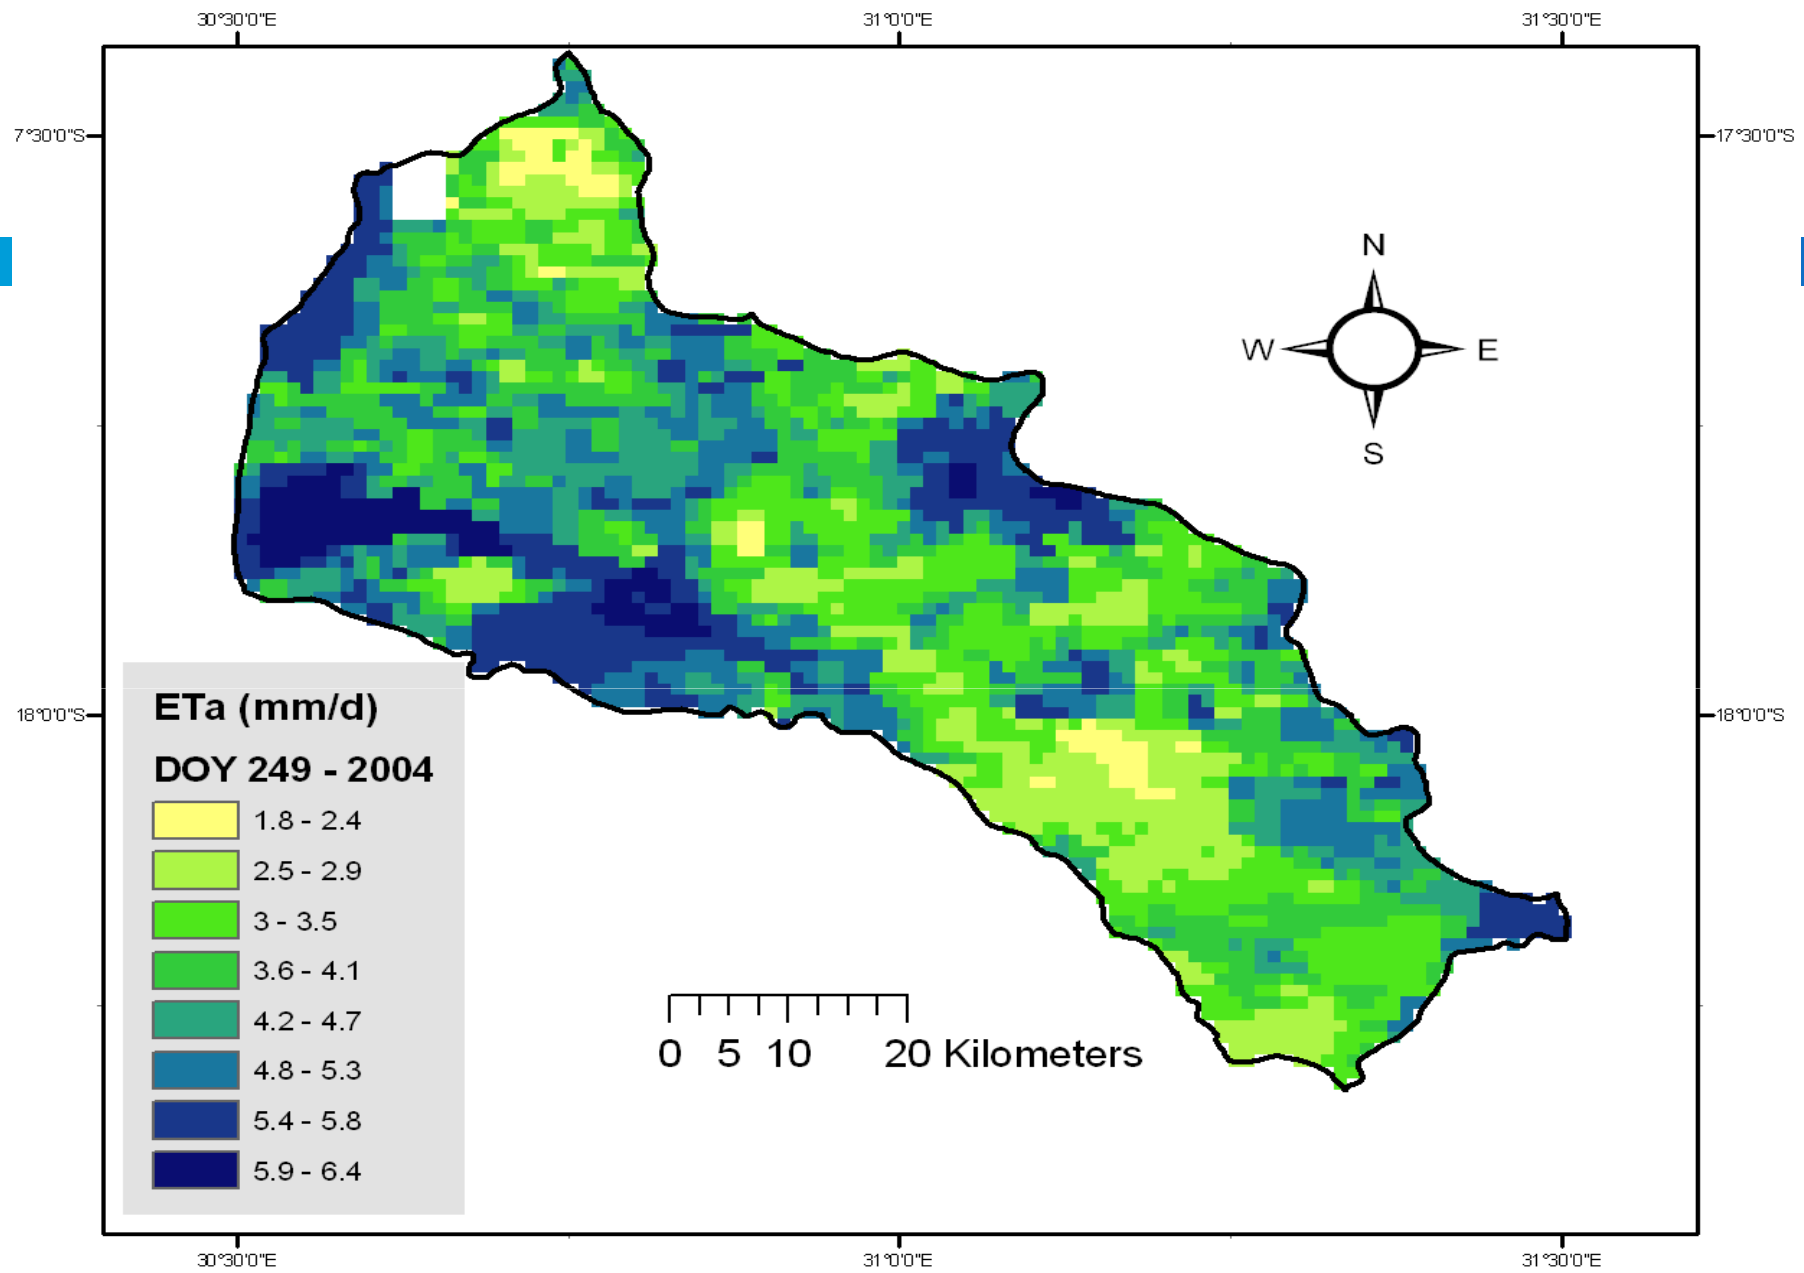 30°30'0"E 31°0'0"E 31°30'0"E
7°30'0"S 17°30'0"S
N
W E
S
18°0'0"S 18°0'0"S
ETa (mm/d)
DOY 249 - 2004
1.8 - 2.4
2.5 - 2.9
3 - 3.5
3.6 - 4.1
4.2 - 4.7
4.8 - 5.3
5.4 - 5.8
5.9 - 6.4
0 5 10 20 Kilometers
30°30'0"E 31°0'0"E 31°30'0"E